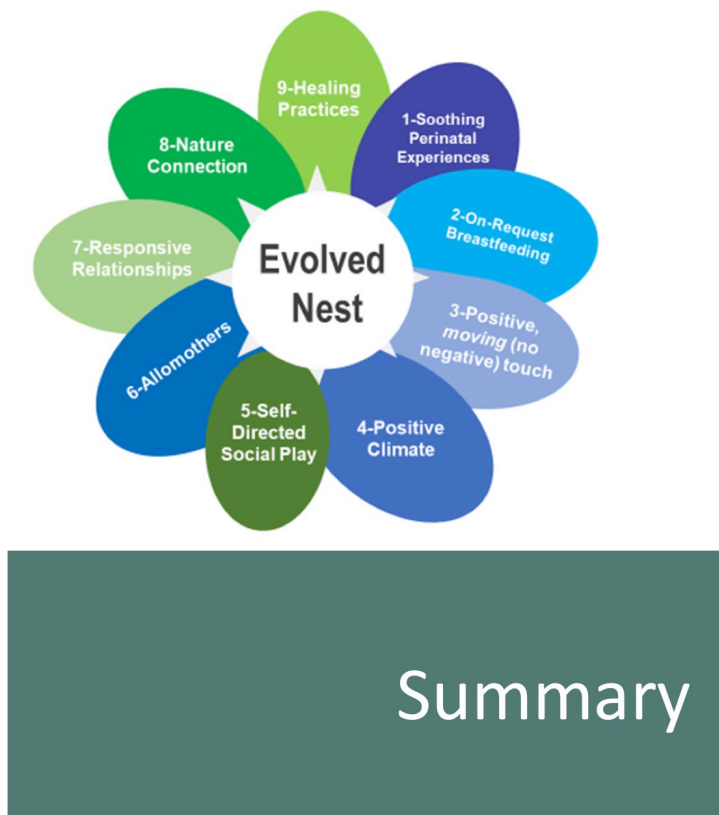 Evolved
Nest
1-Soothing
Perinatal
Experiences
2-On-Request
Breastfeeding
3-Positive,
moving (no
negative) touch
4-Positive
Climate
5-Self-
Directed
Social Play
6-Allomothers
7-Responsive
Relationships
8-Nature
Connection
9-Healing
Practices
Summary